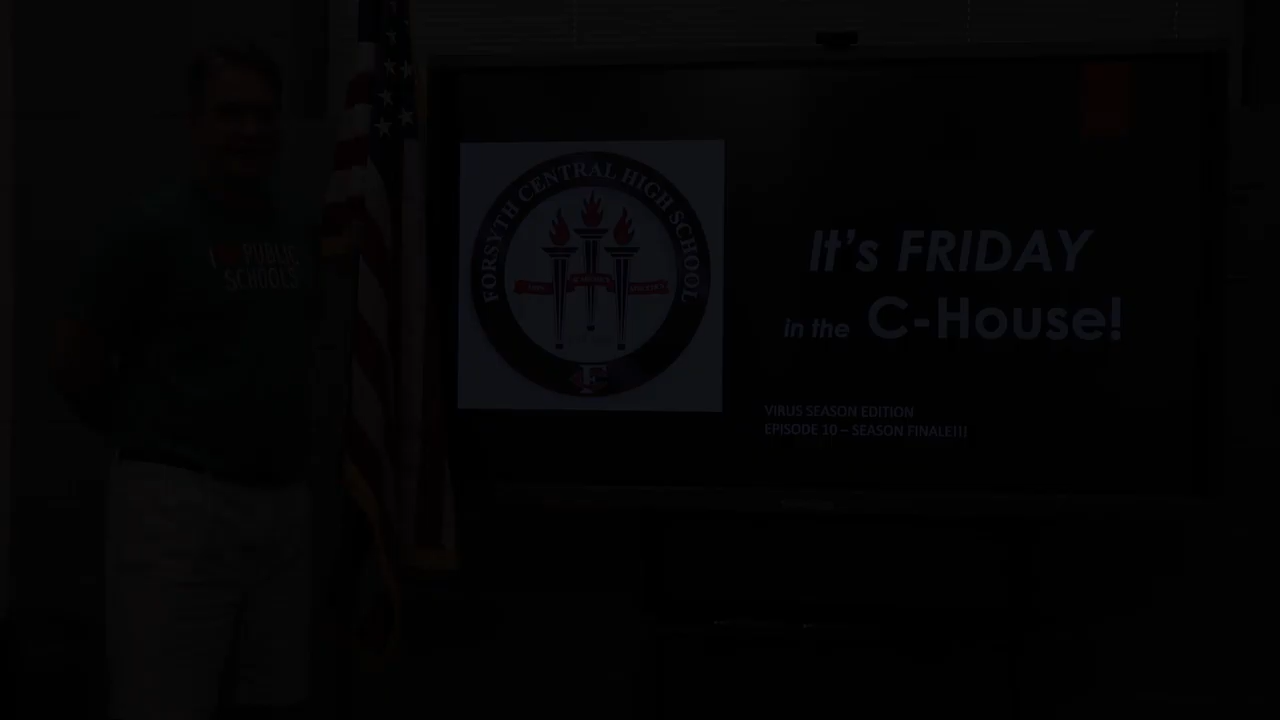 I PUBLIC
SCHOOLS
FORSYTH CENTRAL HIGH SCHOOL
It's FRIDAY
in the C-House!
VIRUS SEASON EDITION
EPISODE 10 – SEASON FINALE!!!